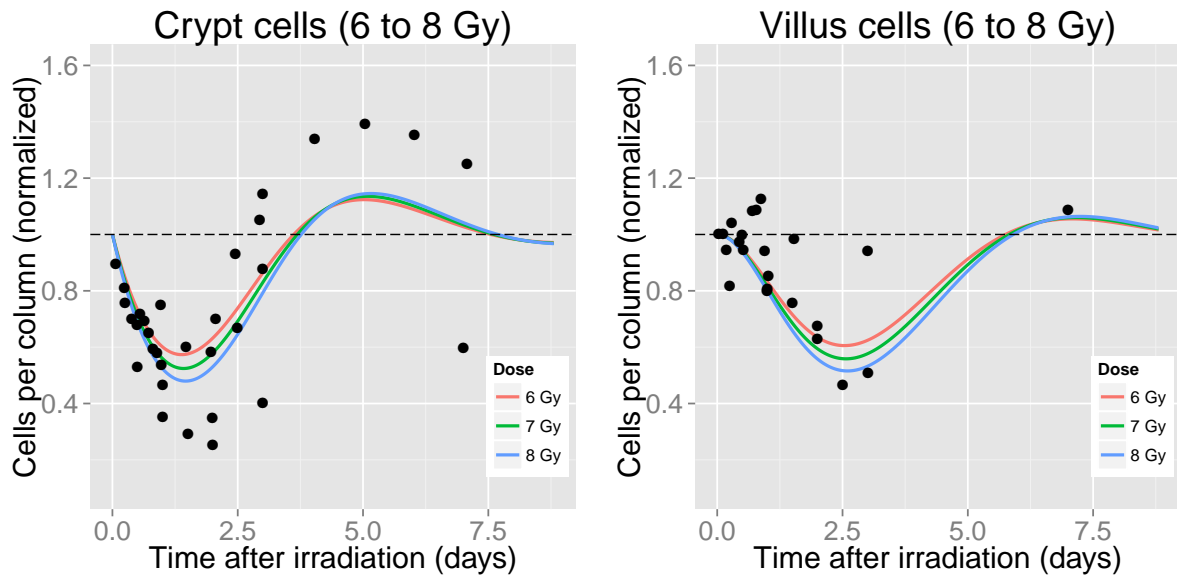 Crypt cells (6 to 8 Gy)
Cells per column (normalized)
1.6
1.2
0.8
0.4
0.0
2.5
5.0
7.5
Time after irradiation (days)
Dose
6 Gy
7 Gy
8 Gy
Villus cells (6 to 8 Gy)
Cells per column (normalized)
1.6
1.2
0.8
0.4
0.0
2.5
5.0
7.5
Time after irradiation (days)
Dose
6 Gy
7 Gy
8 Gy